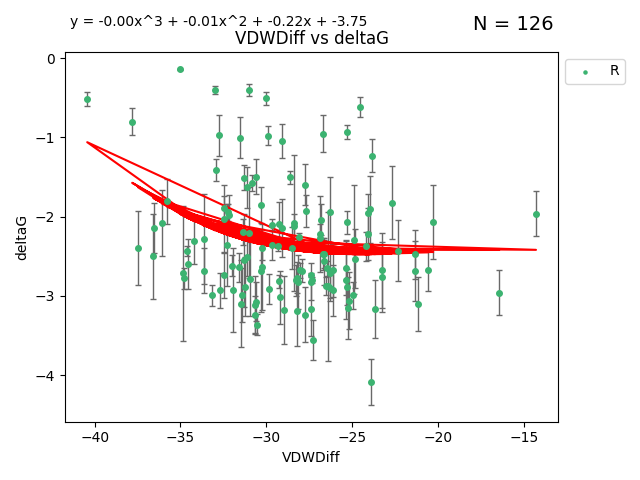 y = -0.00x^3 + -0.01x^2 + -0.22x + -3.75
N = 126
VDWDiff vs deltaG
R
0
−1
−2
−3
−4
deltaG
−40 −35 −30 −25 −20 −15
VDWDiff